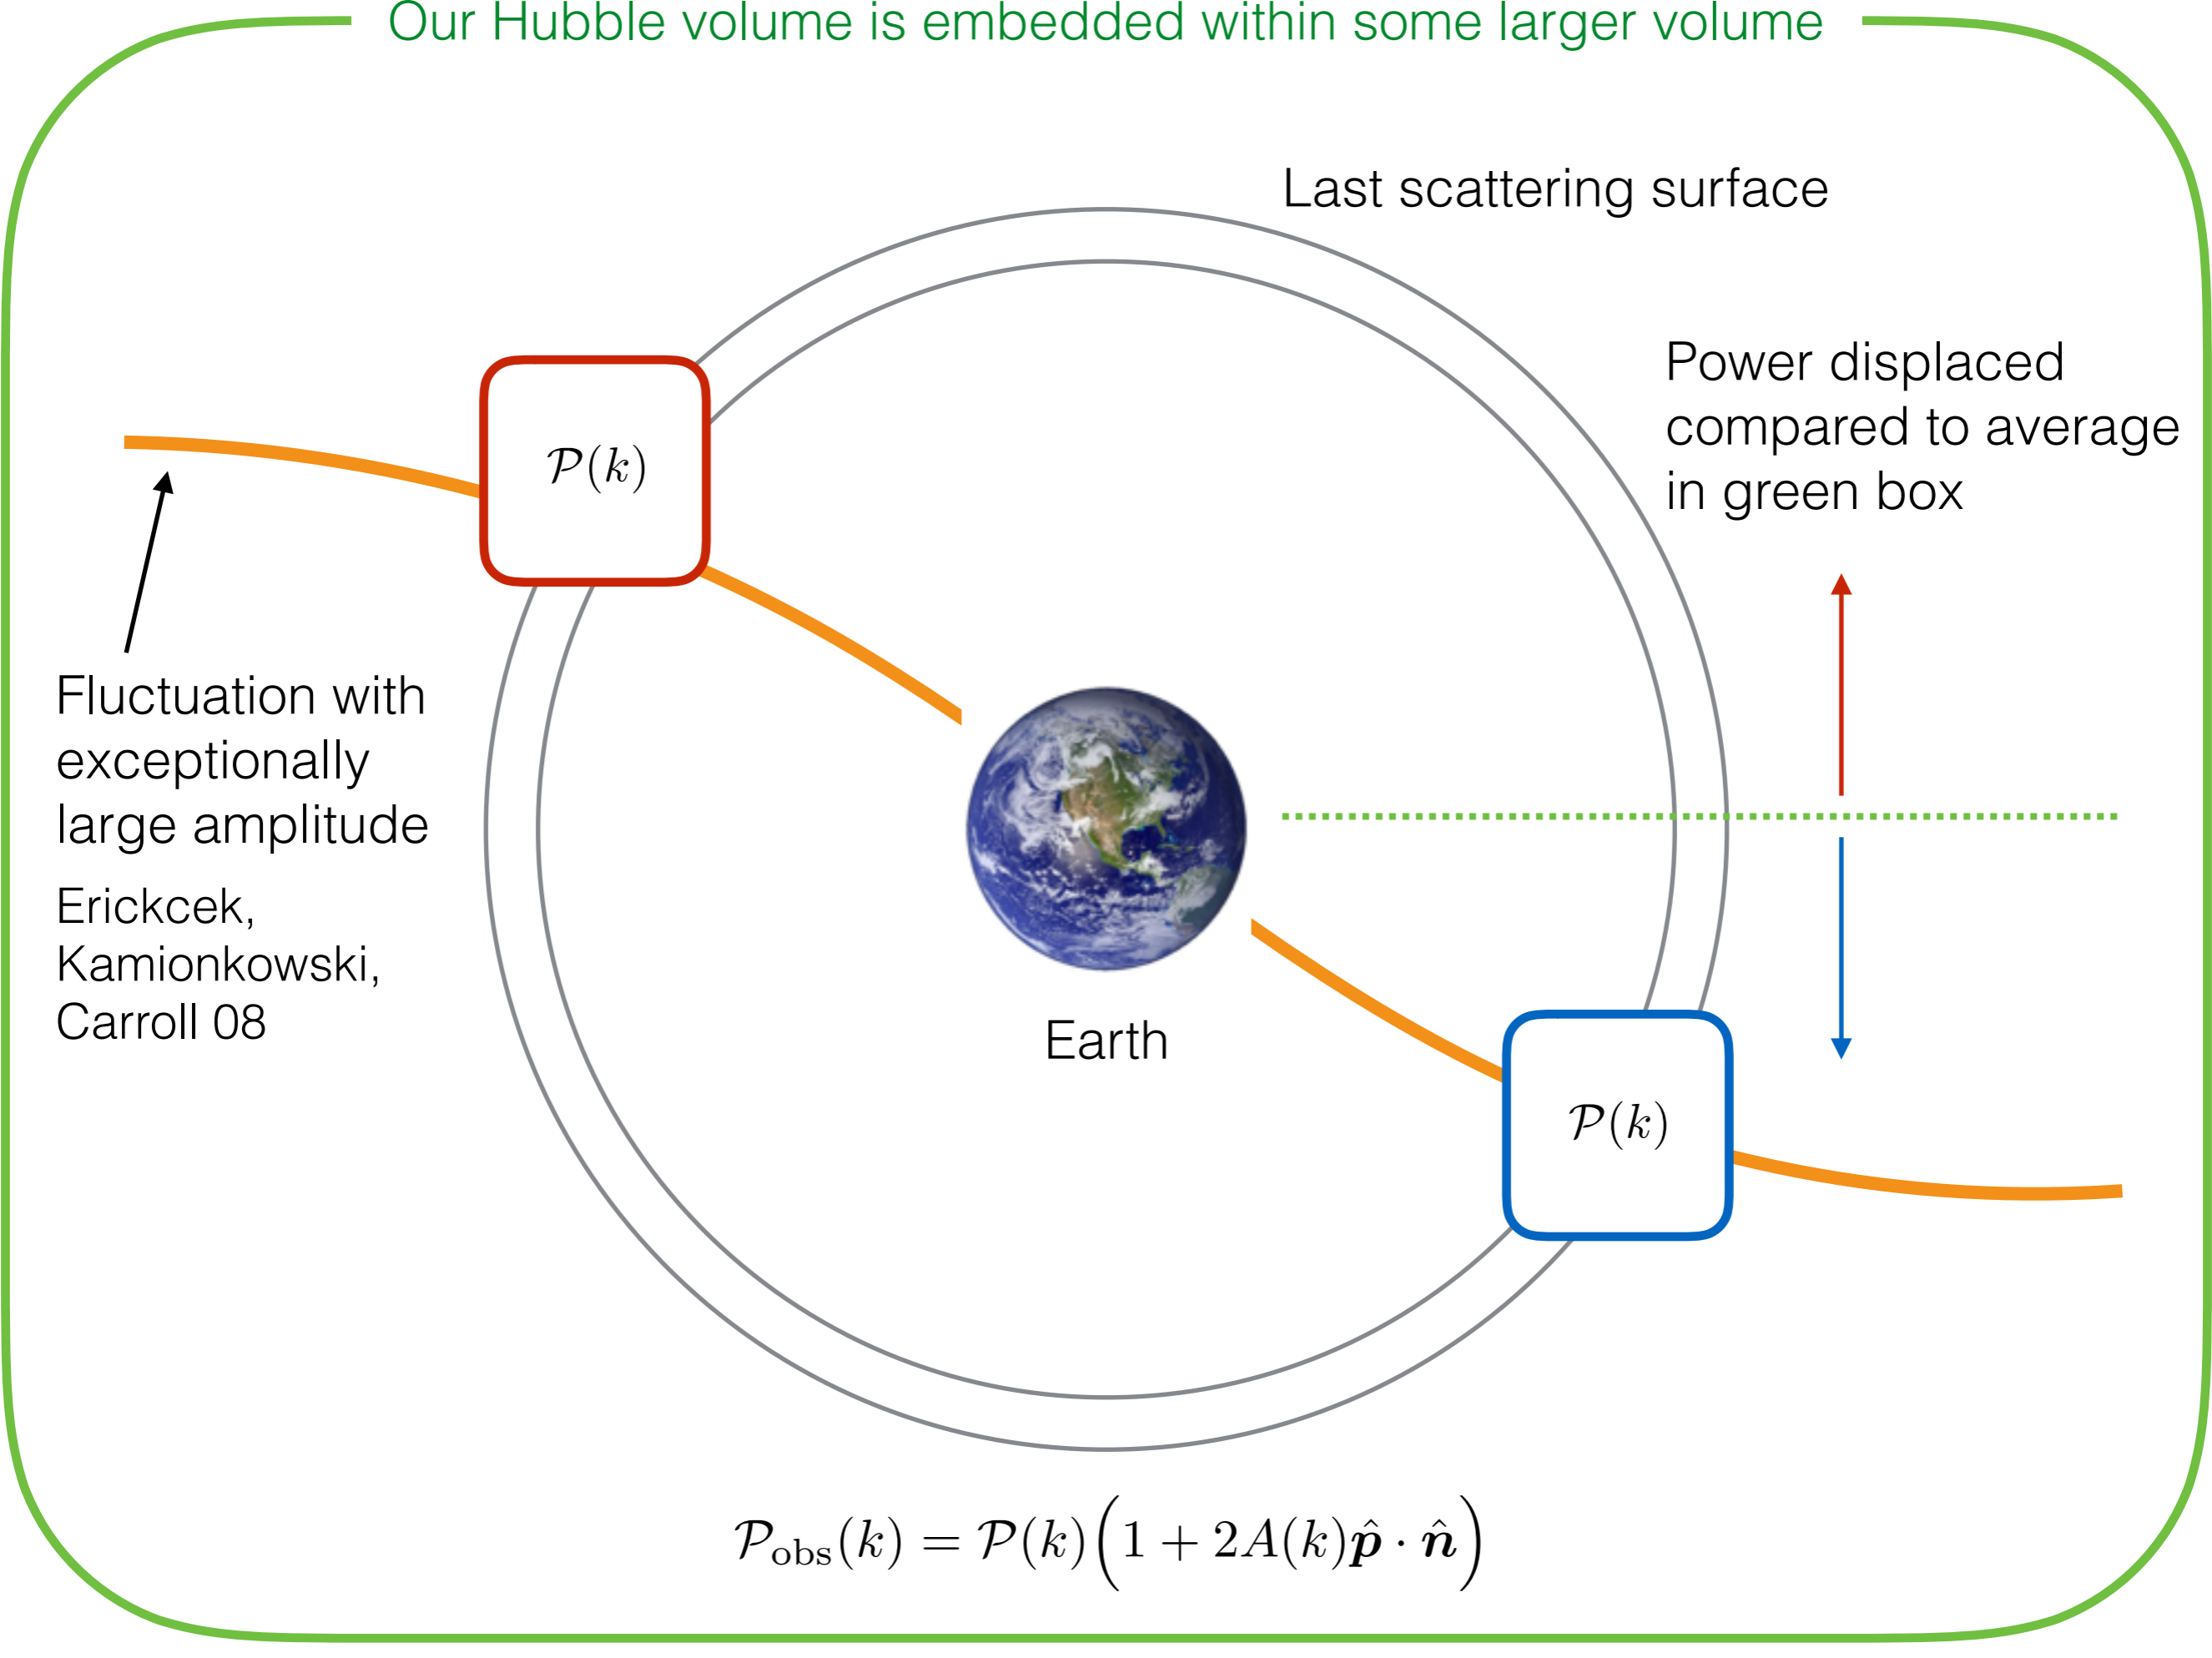 Our Hubble volume is embedded within some larger volume
Last scattering surface
Power displaced
compared to average
in green box
𝒫(k)
Fluctuation with
exceptionally
large amplitude
Erickcek,
Kamionkowski,
Carroll 08
Earth
𝒫(k)
𝒫obs(k) = 𝒫(k)(1 + 2A(k)p̂ · n̂)